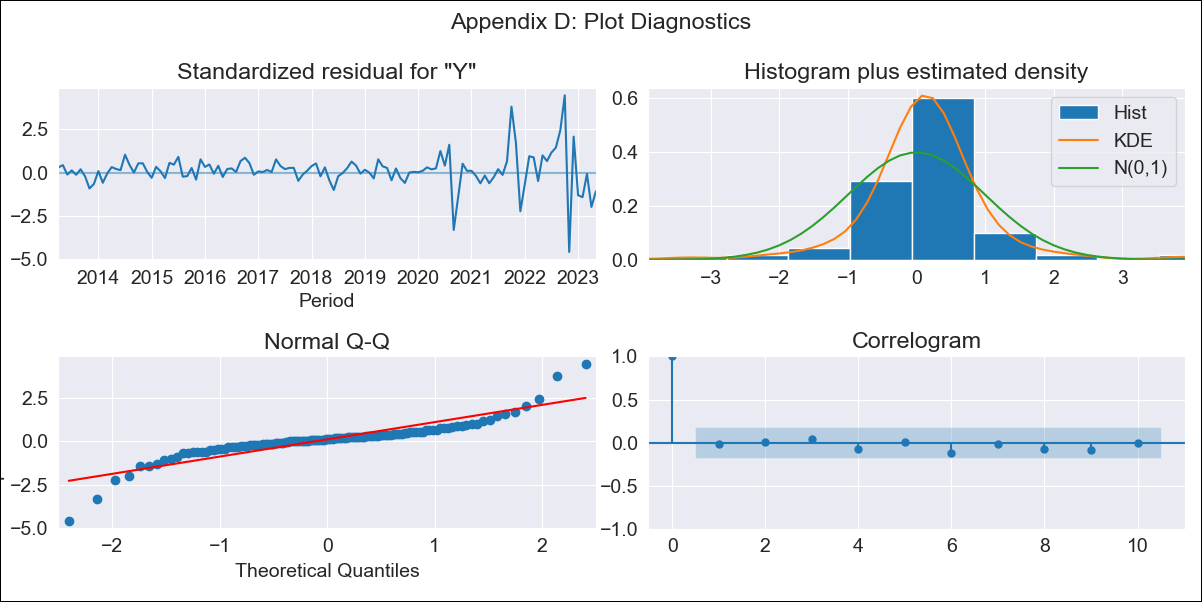 Appendix D: Plot Diagnostics
Standardized residual for "Y"
2.5
0.0
−2.5
−5.0
2014 2015 2016 2017 2018 2019 2020 2021 2022 2023
Period
Histogram plus estimated density
0.6
0.4
0.2
0.0
−3 −2 −1 0 1 2 3
Hist
KDE
N(0,1)
Normal Q-Q
2.5
0.0
−2.5
−5.0
−2 −1 0 1 2
Theoretical Quantiles
Correlogram
1.0
0.5
0.0
−0.5
−1.0
0 2 4 6 8 10